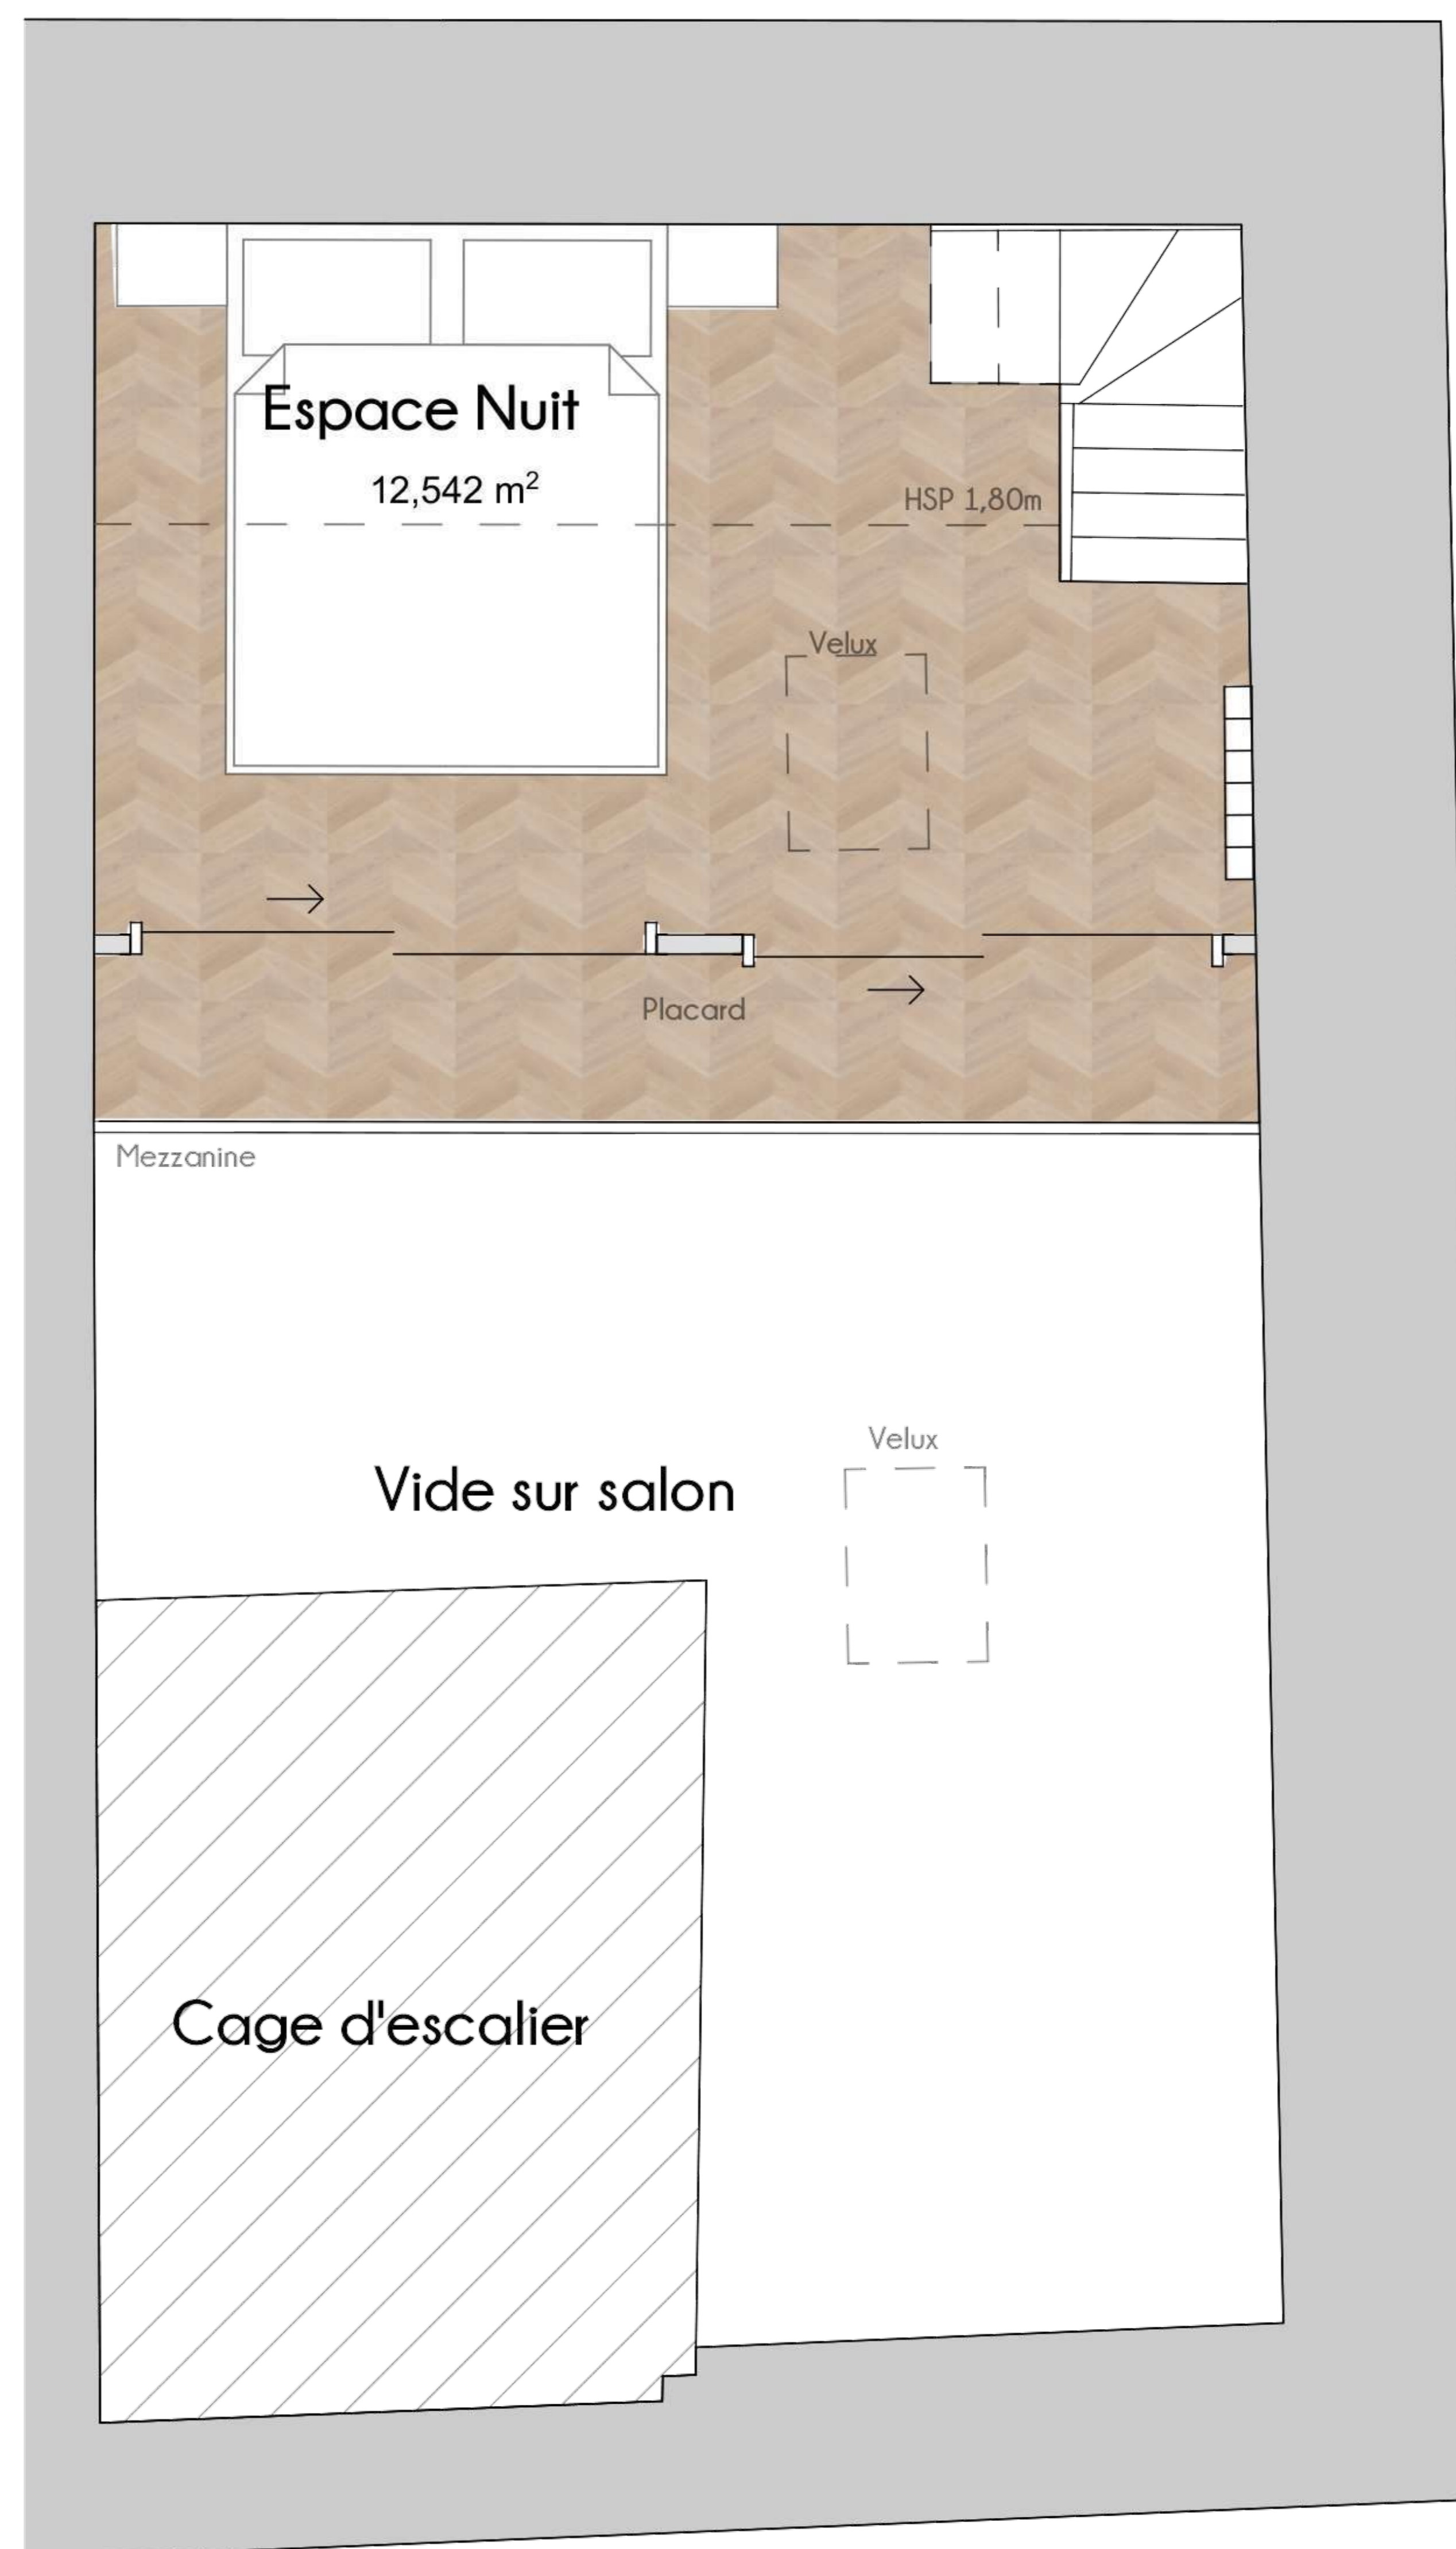 Espace Nuit
12,542 m²
HSP 1,80m
Velux
Placard
Mezzanine
Velux
Vide sur salon
Cage d'escalier